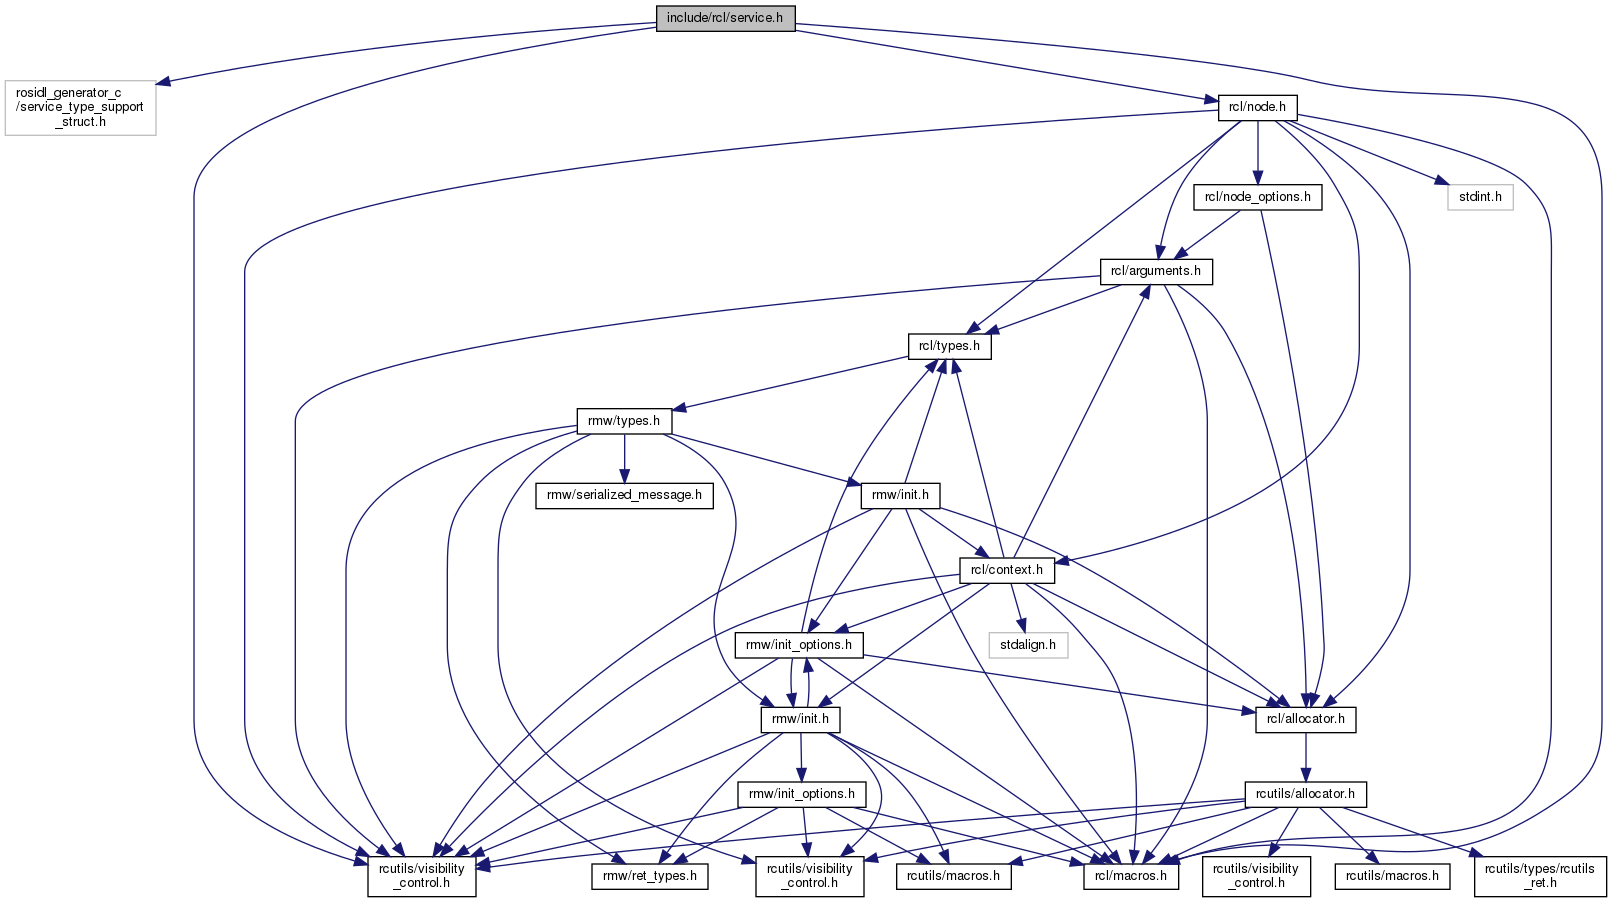 include/rcl/service.h
rosidl_generator_c
/service_type_support
_struct.h
rcl/node.h
rcl/node_options.h
stdint.h
rcl/arguments.h
rcl/types.h
rmw/types.h
rmw/serialized_message.h
rmw/init.h
rcl/context.h
rmw/init_options.h
stdalign.h
rmw/init.h
rcl/allocator.h
rmw/init_options.h
rcutils/allocator.h
rcutils/visibility
_control.h
rmw/ret_types.h
rcutils/visibility
_control.h
rcutils/macros.h
rcl/macros.h
rcutils/visibility
_control.h
rcutils/macros.h
rcutils/types/rcutils
_ret.h